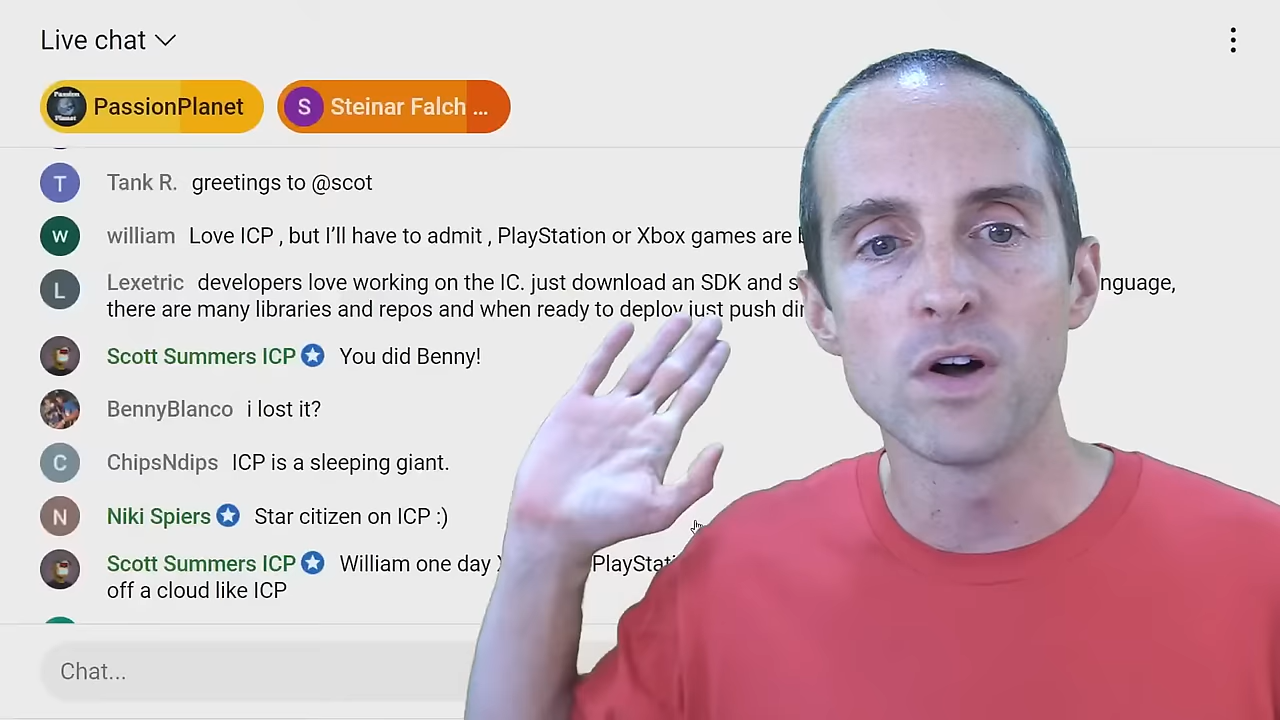 Live chat
PassionPlanet
S Steinar Falch ...
T Tank R. greetings to @scot
w william Love ICP , but I’ll have to admit , PlayStation or Xbox games are
L Lexetric developers love working on the IC. just download an SDK and nguage,
there are many libraries and repos and when ready to deploy just push
Scott Summers ICP You did Benny!
BennyBlanco i lost it?
C ChipsNdips ICP is a sleeping giant.
N Niki Spiers Star citizen on ICP :)
Scott Summers ICP William one day PlayStati
off a cloud like ICP
Chat...